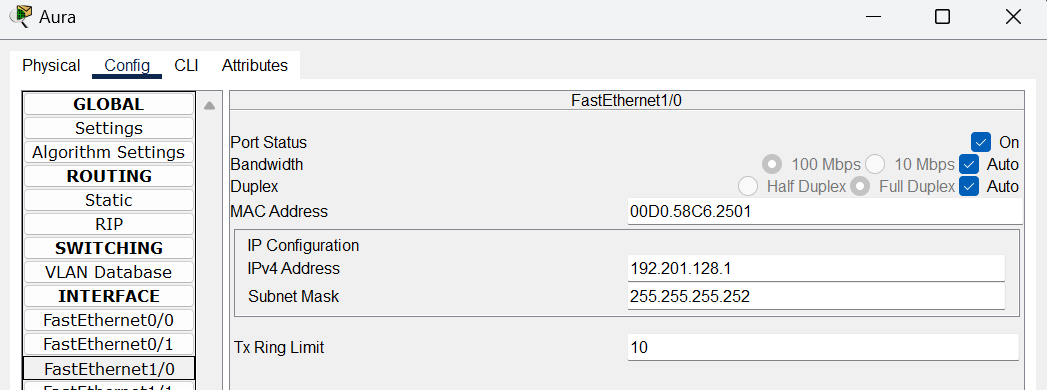 Aura
Physical Config CLI Attributes
GLOBAL
Settings
Algorithm Settings
ROUTING
Static
RIP
SWITCHING
VLAN Database
INTERFACE
FastEthernet0/0
FastEthernet0/1
FastEthernet1/0
FastEthernet1/1
FastEthernet1/0
Port Status On
Bandwidth 100 Mbps 10 Mbps Auto
Duplex Half Duplex Full Duplex Auto
MAC Address 00D0.58C6.2501
IP Configuration
IPv4 Address 192.201.128.1
Subnet Mask 255.255.255.252
Tx Ring Limit 10